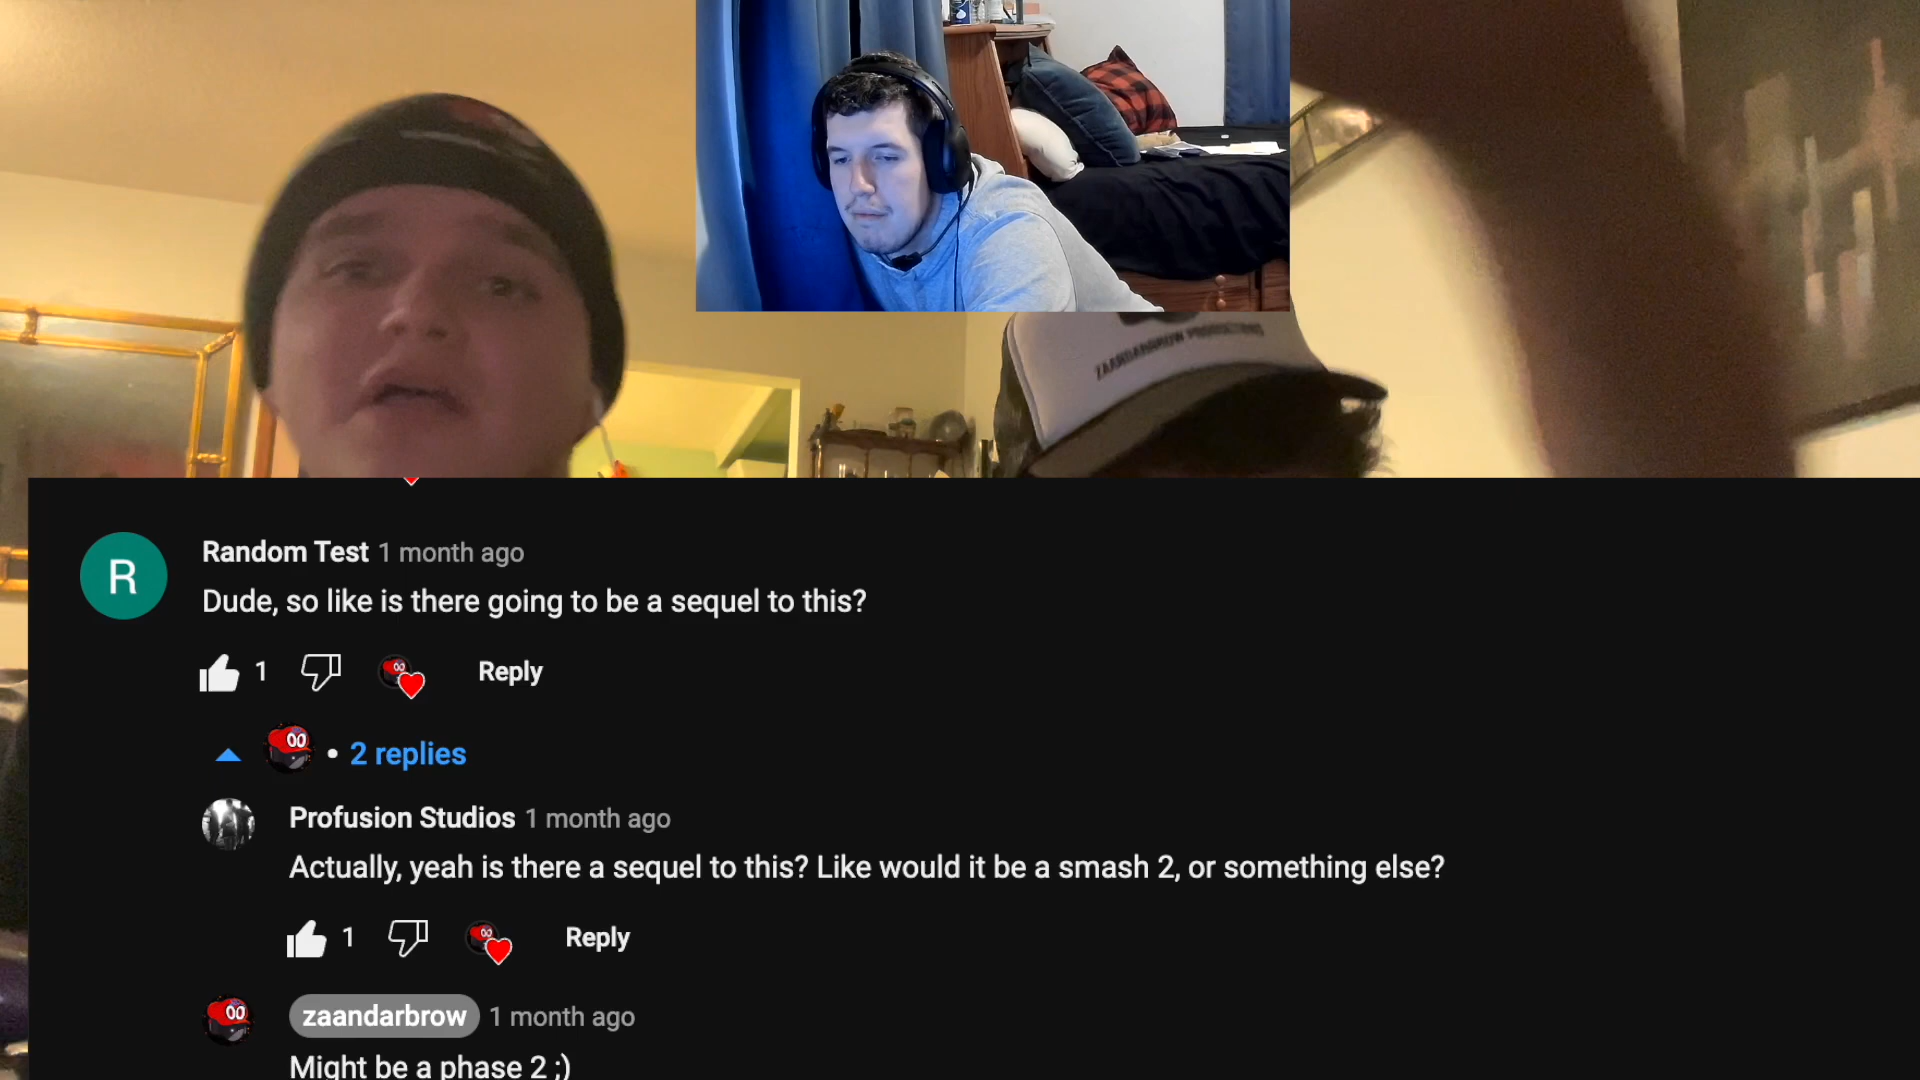 ZAANDARBROW PRODUCTIONS
R
Random Test 1 month ago
Dude, so like is there going to be a sequel to this?
1
Reply
• 2 replies
Profusion Studios 1 month ago
Actually, yeah is there a sequel to this? Like would it be a smash 2, or something else?
1
Reply
zaandarbrow 1 month ago
Might be a phase 2 ;)